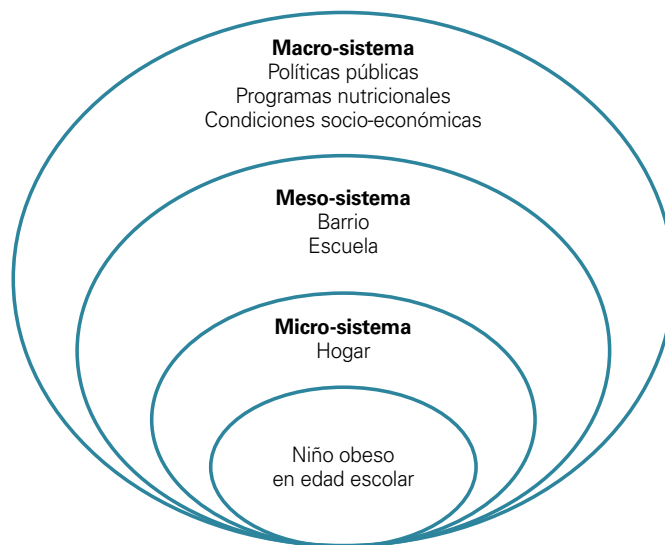 Macro-sistema
Políticas públicas
Programas nutricionales
Condiciones socio-económicas
Meso-sistema
Barrio
Escuela
Micro-sistema
Hogar
Niño obeso
en edad escolar